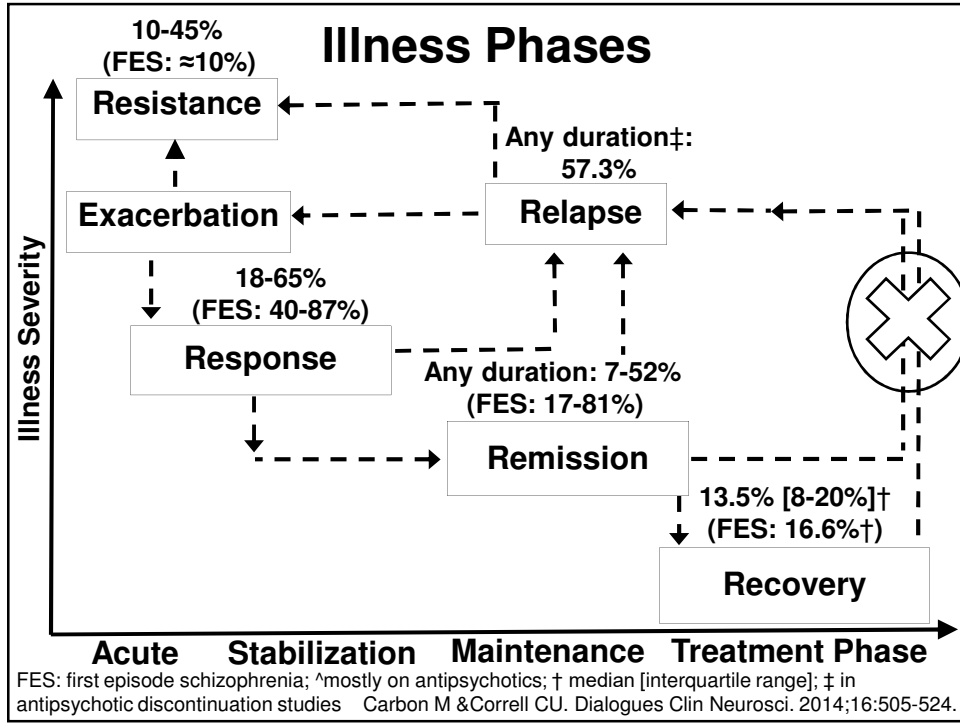 Illness Phases
10-45%
(FES: ≈10%)
Resistance
Any duration‡:
57.3%
Exacerbation
Relapse
18-65%
(FES: 40-87%)
Response
Any duration: 7-52%
(FES: 17-81%)
Remission
13.5% [8-20%]†
(FES: 16.6%†)
Recovery
Illness Severity
Acute Stabilization Maintenance Treatment Phase
FES: first episode schizophrenia; ^mostly on antipsychotics; † median [interquartile range]; ‡ in
antipsychotic discontinuation studies Carbon M &Correll CU. Dialogues Clin Neurosci. 2014;16:505-524.